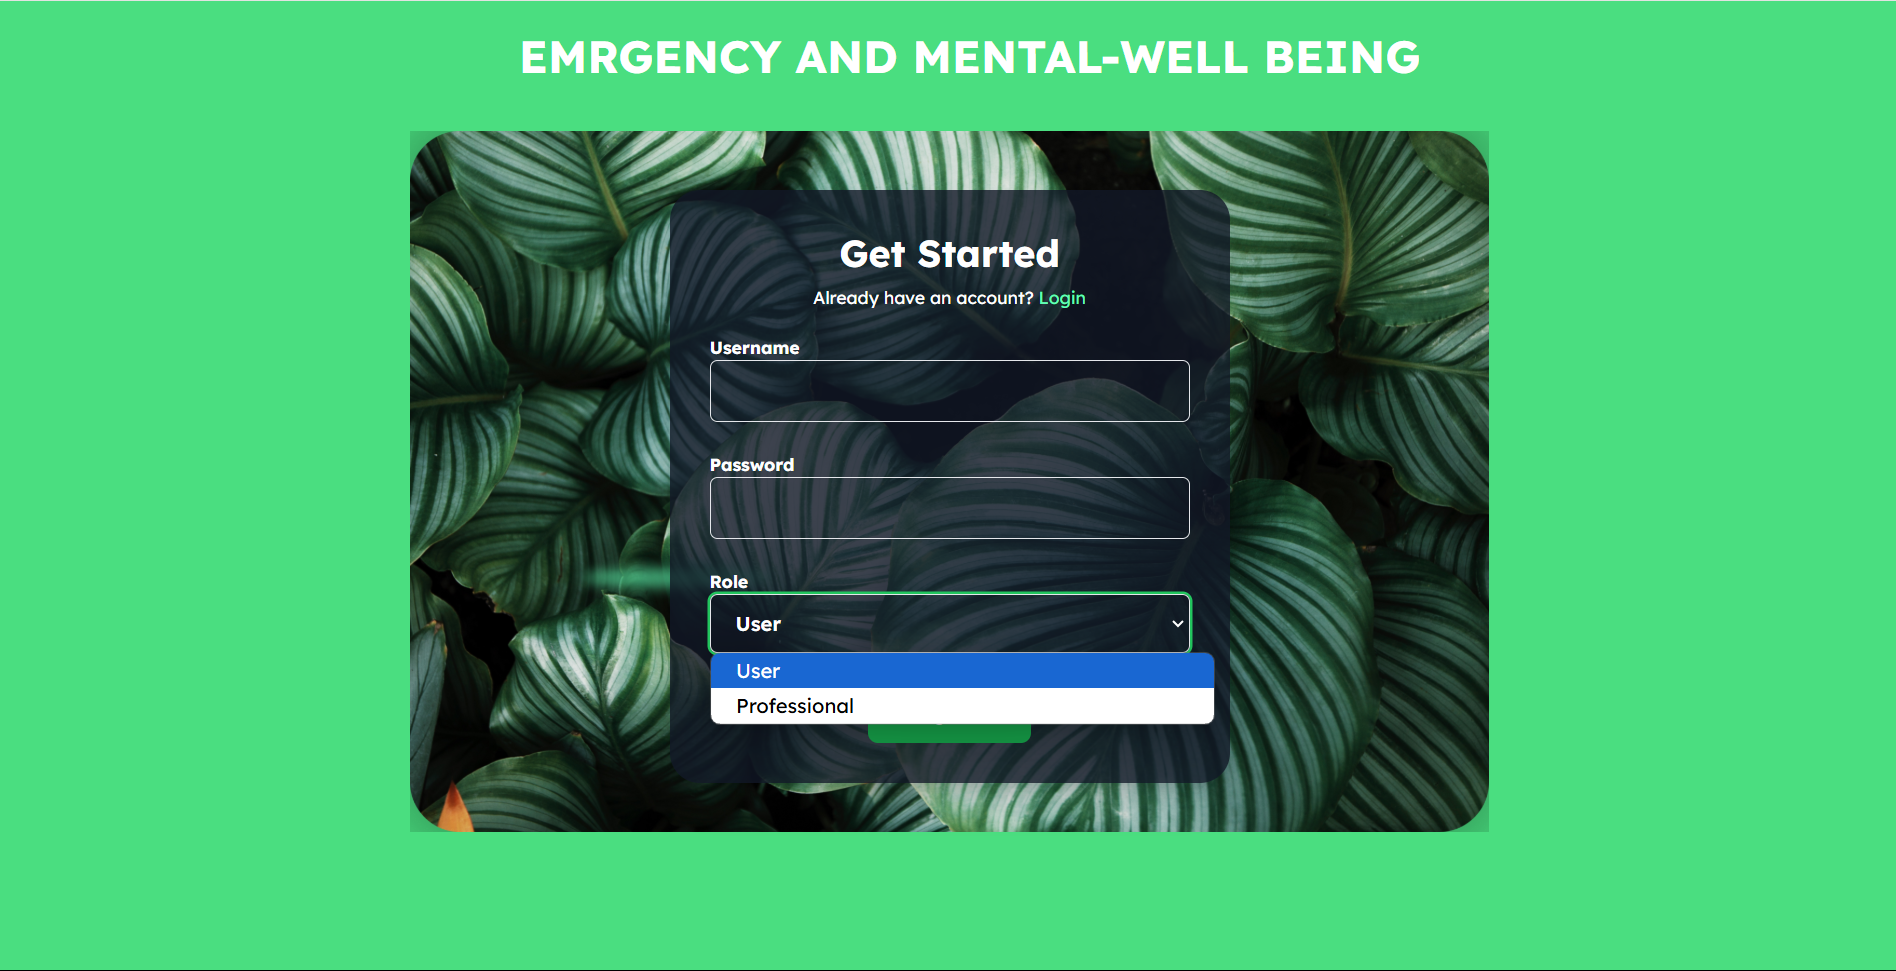 EMRGENCY AND MENTAL-WELL BEING
Get Started
Already have an account? Login
Username
Password
Role
User
User
Professional